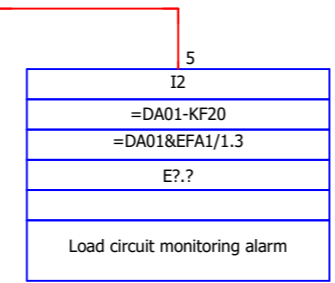 5
I2
=DA01-KF20
=DA01&EFA1/1.3
E?.?
Load circuit monitoring alarm